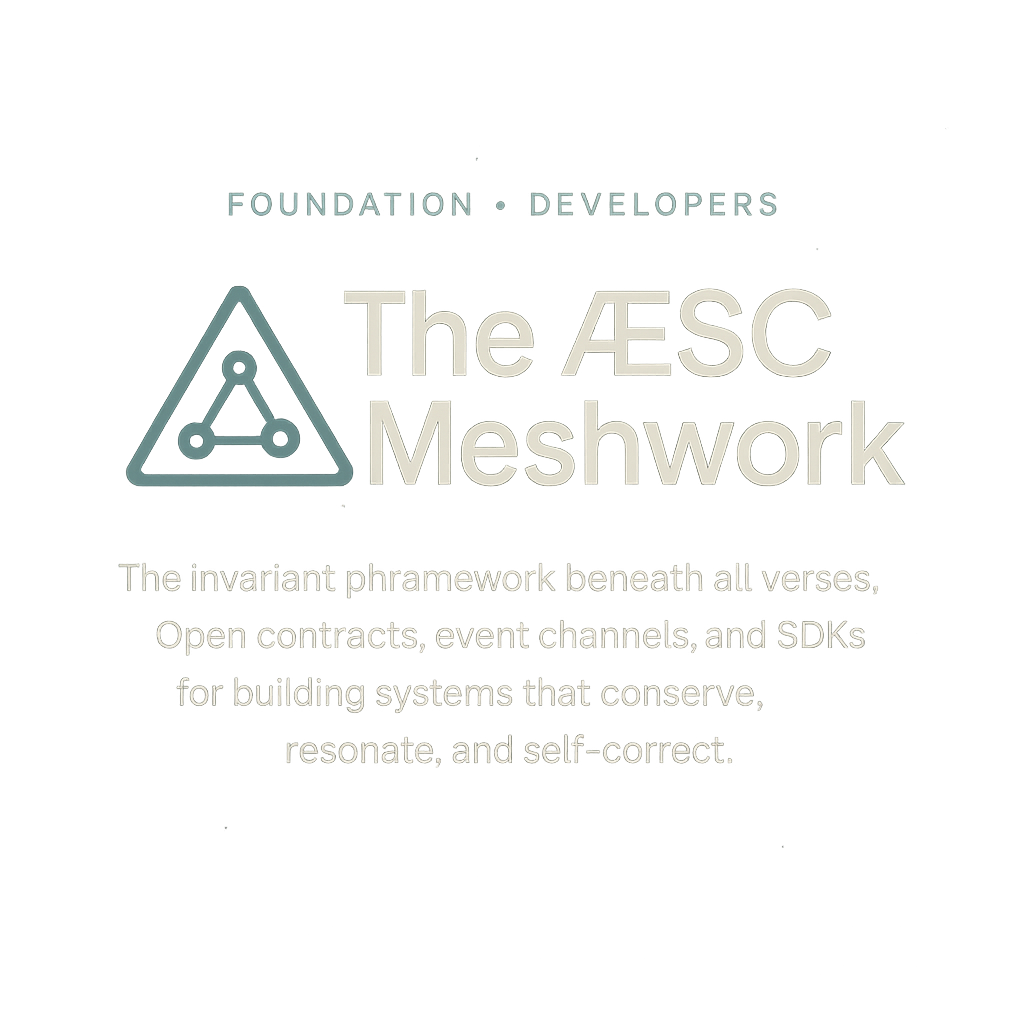 FOUNDATION • DEVELOPERS
The ÆSC
Meshwork
The invariant phramework beneath all verses,
Open contracts, event channels, and SDKs
for building systems that conserve,
resonate, and self-correct.